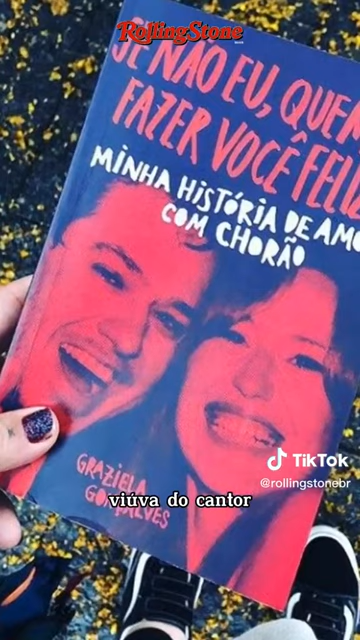 RollingStone
SE NÃO EU, QUEM
FAZER VOCÊ FELI
MINHA HISTÓRIA DE AMO
COM CHORÃO
GRAZIELA
GONÇALVES
viúva do cantor
TikTok
@rollingstonebr